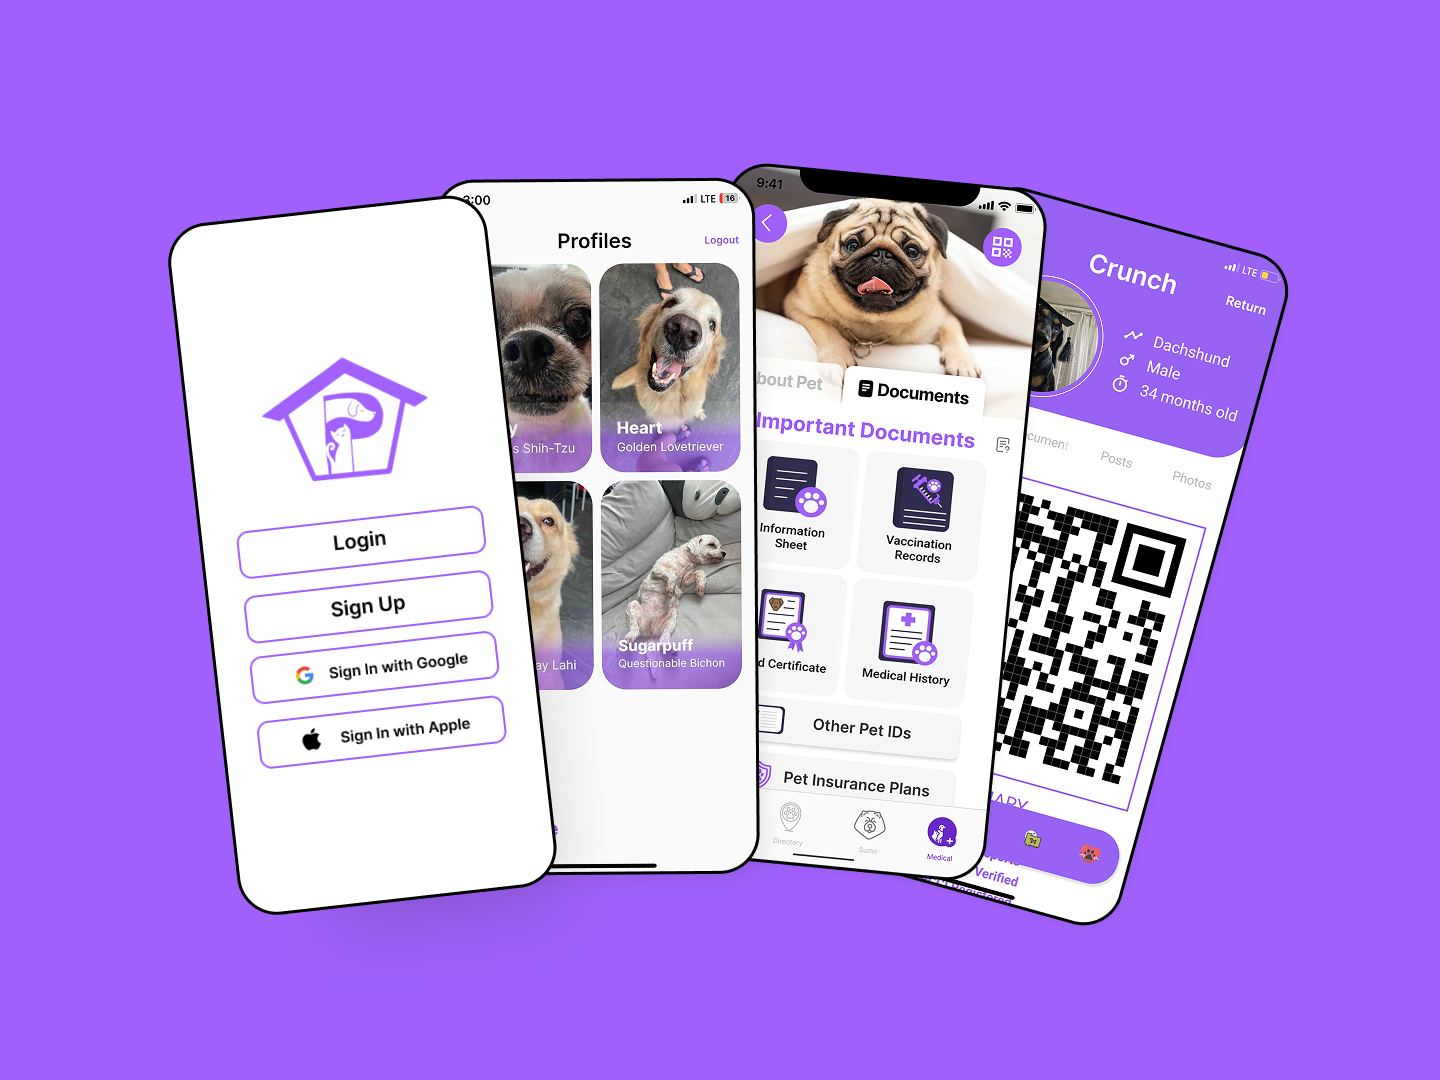 Login
Sign Up
Sign In with Google
Sign In with Apple
3:00
LTE 16
Profiles
Logout
y
s Shih-Tzu
Heart
Golden Lovetriever
ay Lahi
Sugarpuff
Questionable Bichon
9:41
bout Pet
Documents
Important Documents
Information
Sheet
Vaccination
Records
d Certificate
Medical History
Other Pet IDs
Pet Insurance Plans
Directory
Sumo
Medical
LTE
Crunch
Return
Dachshund
Male
34 months old
cument
Posts
Photos
Verified